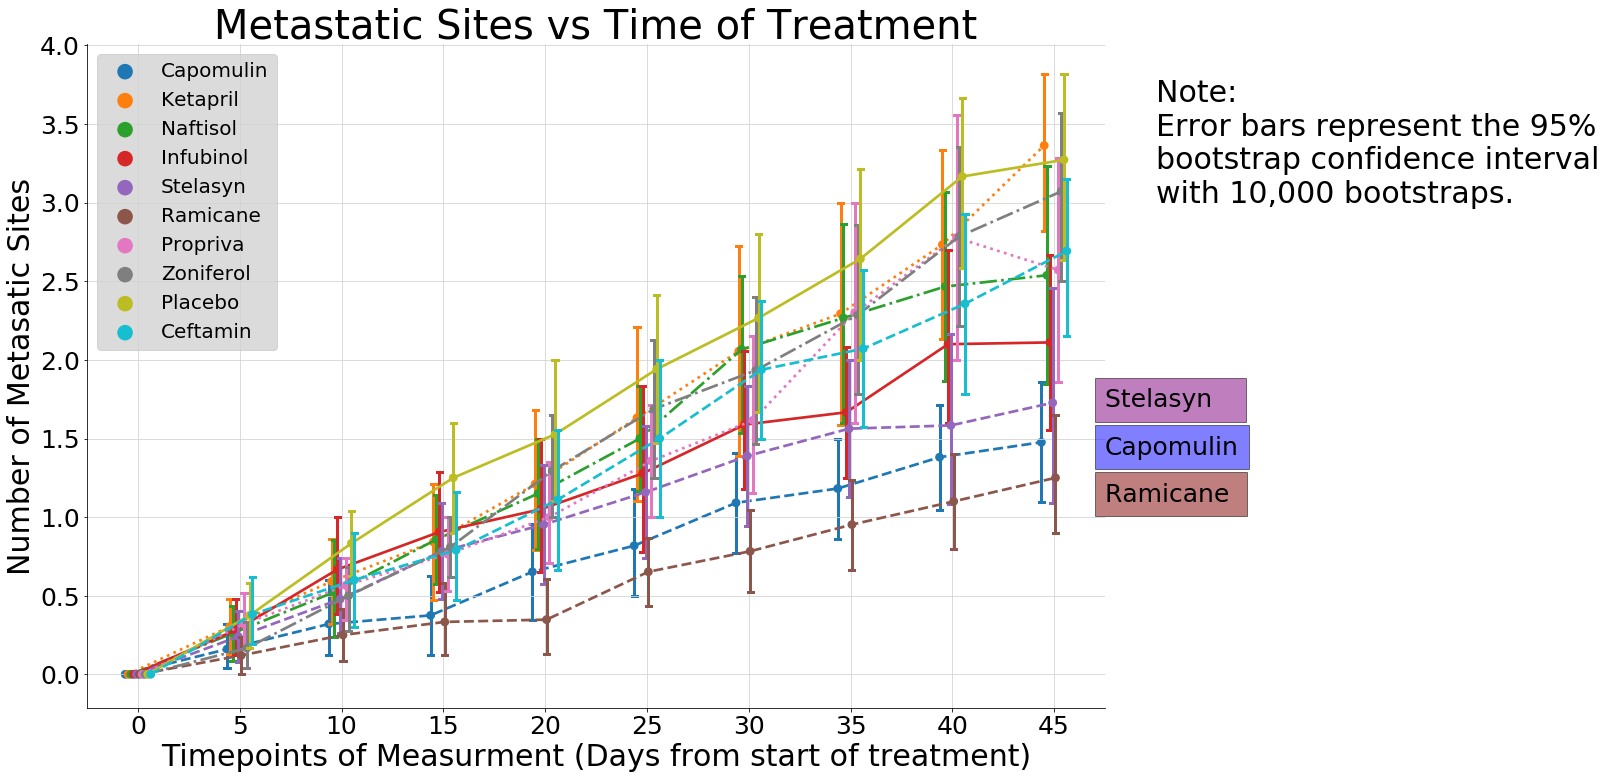 Metastatic Sites vs Time of Treatment
Number of Metasatic Sites
4.0
3.5
3.0
2.5
2.0
1.5
1.0
0.5
0.0
Capomulin
Ketapril
Naftisol
Infubinol
Stelasyn
Ramicane
Propriva
Zoniferol
Placebo
Ceftamin
0 5 10 15 20 25 30 35 40 45
Timepoints of Measurment (Days from start of treatment)
Note:
Error bars represent the 95%
bootstrap confidence interval
with 10,000 bootstraps.
Stelasyn
Capomulin
Ramicane